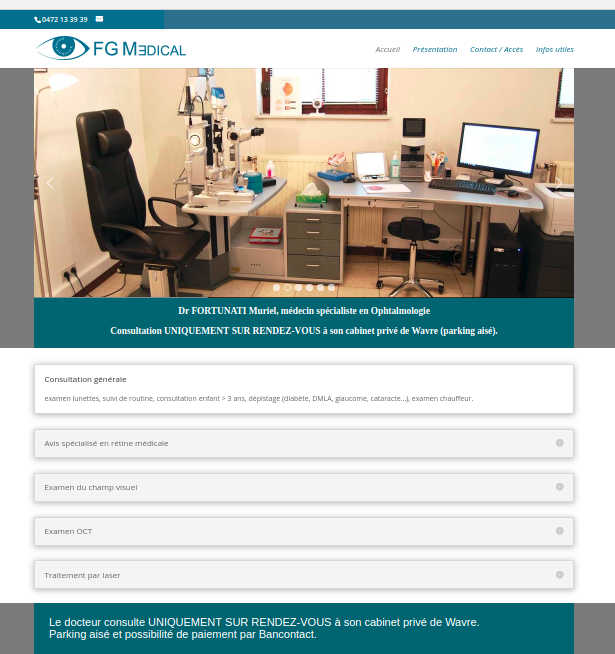 0472 13 39 39
FG MEDICAL
Accueil
Présentation
Contact / Accès
Infos utiles
Dr FORTUNATI Muriel, médecin spécialiste en Ophtalmologie
Consultation UNIQUEMENT SUR RENDEZ-VOUS à son cabinet privé de Wavre (parking aisé).
Consultation générale
examen lunettes, suivi de routine, consultation enfant > 3 ans, dépistage (diabète, DMLA, glaucome, cataracte...), examen chauffeur.
Avis spécialisé en rétine médicale
Examen du champ visuel
Examen OCT
Traitement par laser
Le docteur consulte UNIQUEMENT SUR RENDEZ-VOUS à son cabinet privé de Wavre.
Parking aisé et possibilité de paiement par Bancontact.